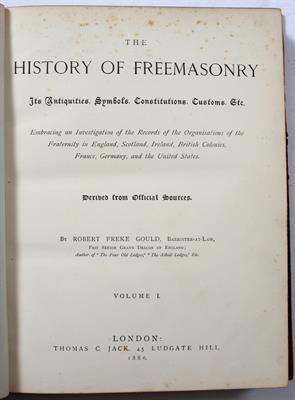 THE
HISTORY OF FREEMASONRY
Its Antiquities, Symbols, Constitutions, Customs, Etc.
Embracing an Investigation of the Records of the Organisations of the
Fraternity in England, Scotland, Ireland, British Colonies,
France, Germany, and the United States.
Derived from Official Sources.
BY ROBERT FREKE GOULD, BARRISTER-AT-LAW,
PAST SENIOR GRAND DEACON OF ENGLAND;
Author of "The Four Old Lodges," "The Atholl Lodges," Etc.
VOLUME I.
LONDON:
THOMAS C. JACK, 45 LUDGATE HILL.
1886.